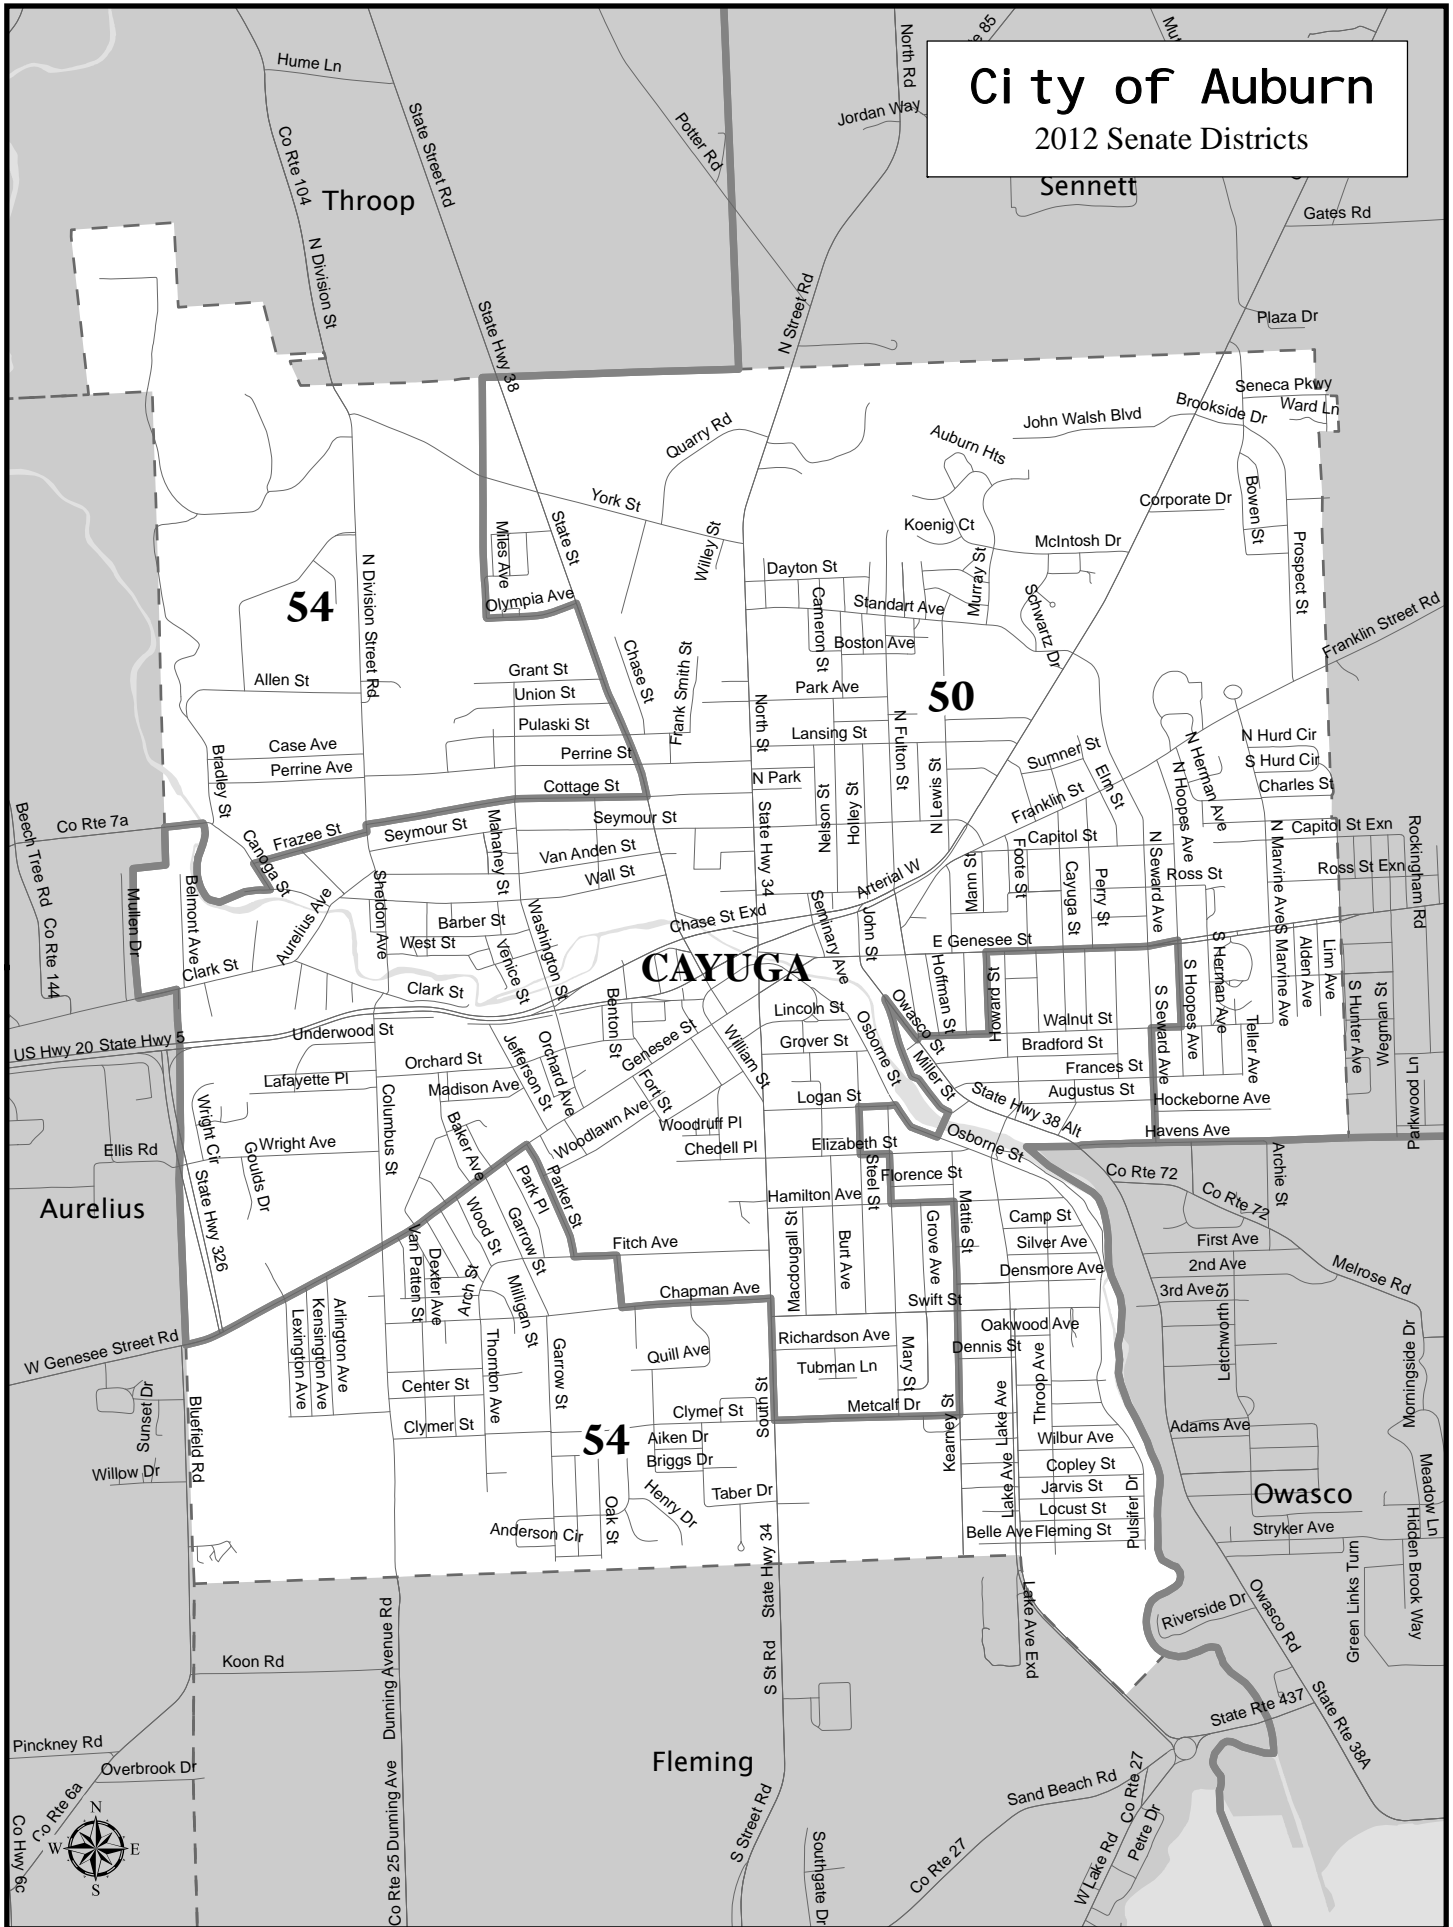 City of Auburn
2012 Senate Districts
Hume Ln
State Street Rd
Co Rte 104
Throop
N Division St
State Hwy 38
Potter Rd
North Rd
Jordan Way
Sennett
Gates Rd
N Street Rd
Plaza Dr
Seneca Pkwy
Ward Ln
Brookside Dr
John Walsh Blvd
Auburn Hts
Quarry Rd
York St
State St
Miles Ave
Olympia Ave
Willey St
Koenig Ct
Corporate Dr
Bowen St
Prospect St
McIntosh Dr
Murray St
Schwartz Dr
Dayton St
Cameron St
Standart Ave
Boston Ave
Franklin Street Rd
54
N Division Street Rd
Allen St
Grant St
Union St
Pulaski St
Perrine St
Cottage St
Chase St
Frank Smith St
Park Ave
50
North St
Lansing St
N Fulton St
N Lewis St
Sumner St
Elm St
Franklin St
N Herman Ave
N Hoopes Ave
N Hurd Cir
S Hurd Cir
Charles St
Case Ave
Perrine Ave
Bradley St
N Park
Nelson St
Holley St
State Hwy 34
Co Rte 7a
Beech Tree Rd
Co Rte 144
Canoga St
Frazee St
Seymour St
Mahaney St
Seymour St
Van Anden St
Wall St
Capitol St
Capitol St Exn
Ross St
Ross St Exn
Rockingham Rd
N Marvine Ave
N Seward Ave
Mann St
Foote St
Cayuga St
Perry St
Arterial W
Mullen Dr
Belmont Ave
Aurelius Ave
Sheldon Ave
Barber St
West St
Venice St
Washington St
Chase St Exd
Seminary Ave
John St
E Genesee St
Clark St
Clark St
CAYUGA
Hoffman St
Howard St
S Hoopes Ave
S Herman Ave
S Marvine Ave
Alden Ave
Linn Ave
S Hunter Ave
Wegman St
Parkwood Ln
US Hwy 20 State Hwy 5
Underwood St
Benton St
Genesee St
William St
Lincoln St
Grover St
Osborne St
Owasco St
Miller St
Walnut St
Bradford St
Frances St
Augustus St
S Seward Ave
Teller Ave
Hockeborne Ave
Havens Ave
Orchard St
Lafayette Pl
Madison Ave
Jefferson St
Orchard Ave
Fort St
Woodlawn Ave
Woodruff Pl
Chedell Pl
Logan St
State Hwy 38 Alt
Elizabeth St
Osborne St
Ellis Rd
Wright Cir
Wright Ave
Goulds Dr
Columbus St
Baker Ave
Park Pl
Parker St
Steel St
Florence St
Hamilton Ave
Co Rte 72
Co Rte 72
Archie St
Aurelius
State Hwy 326
Van Patten St
Dexter Ave
Wood St
Arch St
Garrow St
Milligan St
Fitch Ave
Chapman Ave
Macdougall St
Burt Ave
Grove Ave
Mattie St
Camp St
Silver Ave
Densmore Ave
Swift St
First Ave
2nd Ave
3rd Ave
Melrose Rd
Letchworth St
W Genesee Street Rd
Lexington Ave
Kensington Ave
Arlington Ave
Thornton Ave
Garrow St
Quill Ave
Richardson Ave
Tubman Ln
Mary St
Dennis St
Oakwood Ave
Throop Ave
Morningside Dr
Sunset Dr
Willow Dr
Bluefield Rd
Center St
Clymer St
54
Clymer St
Aiken Dr
Briggs Dr
Taber Dr
Henry Dr
Oak St
Anderson Cir
South St
Metcalf Dr
Kearney St
Lake Ave
Lake Ave
Wilbur Ave
Copley St
Jarvis St
Locust St
Belle Ave
Fleming St
Pulsifer Dr
Adams Ave
Owasco
Stryker Ave
Meadow Ln
Hidden Brook Way
Green Links Turn
Owasco Rd
Riverside Dr
State Hwy 34
Lake Ave Exd
Koon Rd
Dunning Avenue Rd
S St Rd
State Rte 437
State Rte 38A
Pinckney Rd
Overbrook Dr
Co Rte 6a
Co Hwy 6c
N
W
E
S
Co Rte 25 Dunning Ave
Fleming
S Street Rd
Southgate Dr
Sand Beach Rd
Co Rte 27
Co Rte 27
Petre Dr
W Lake Rd